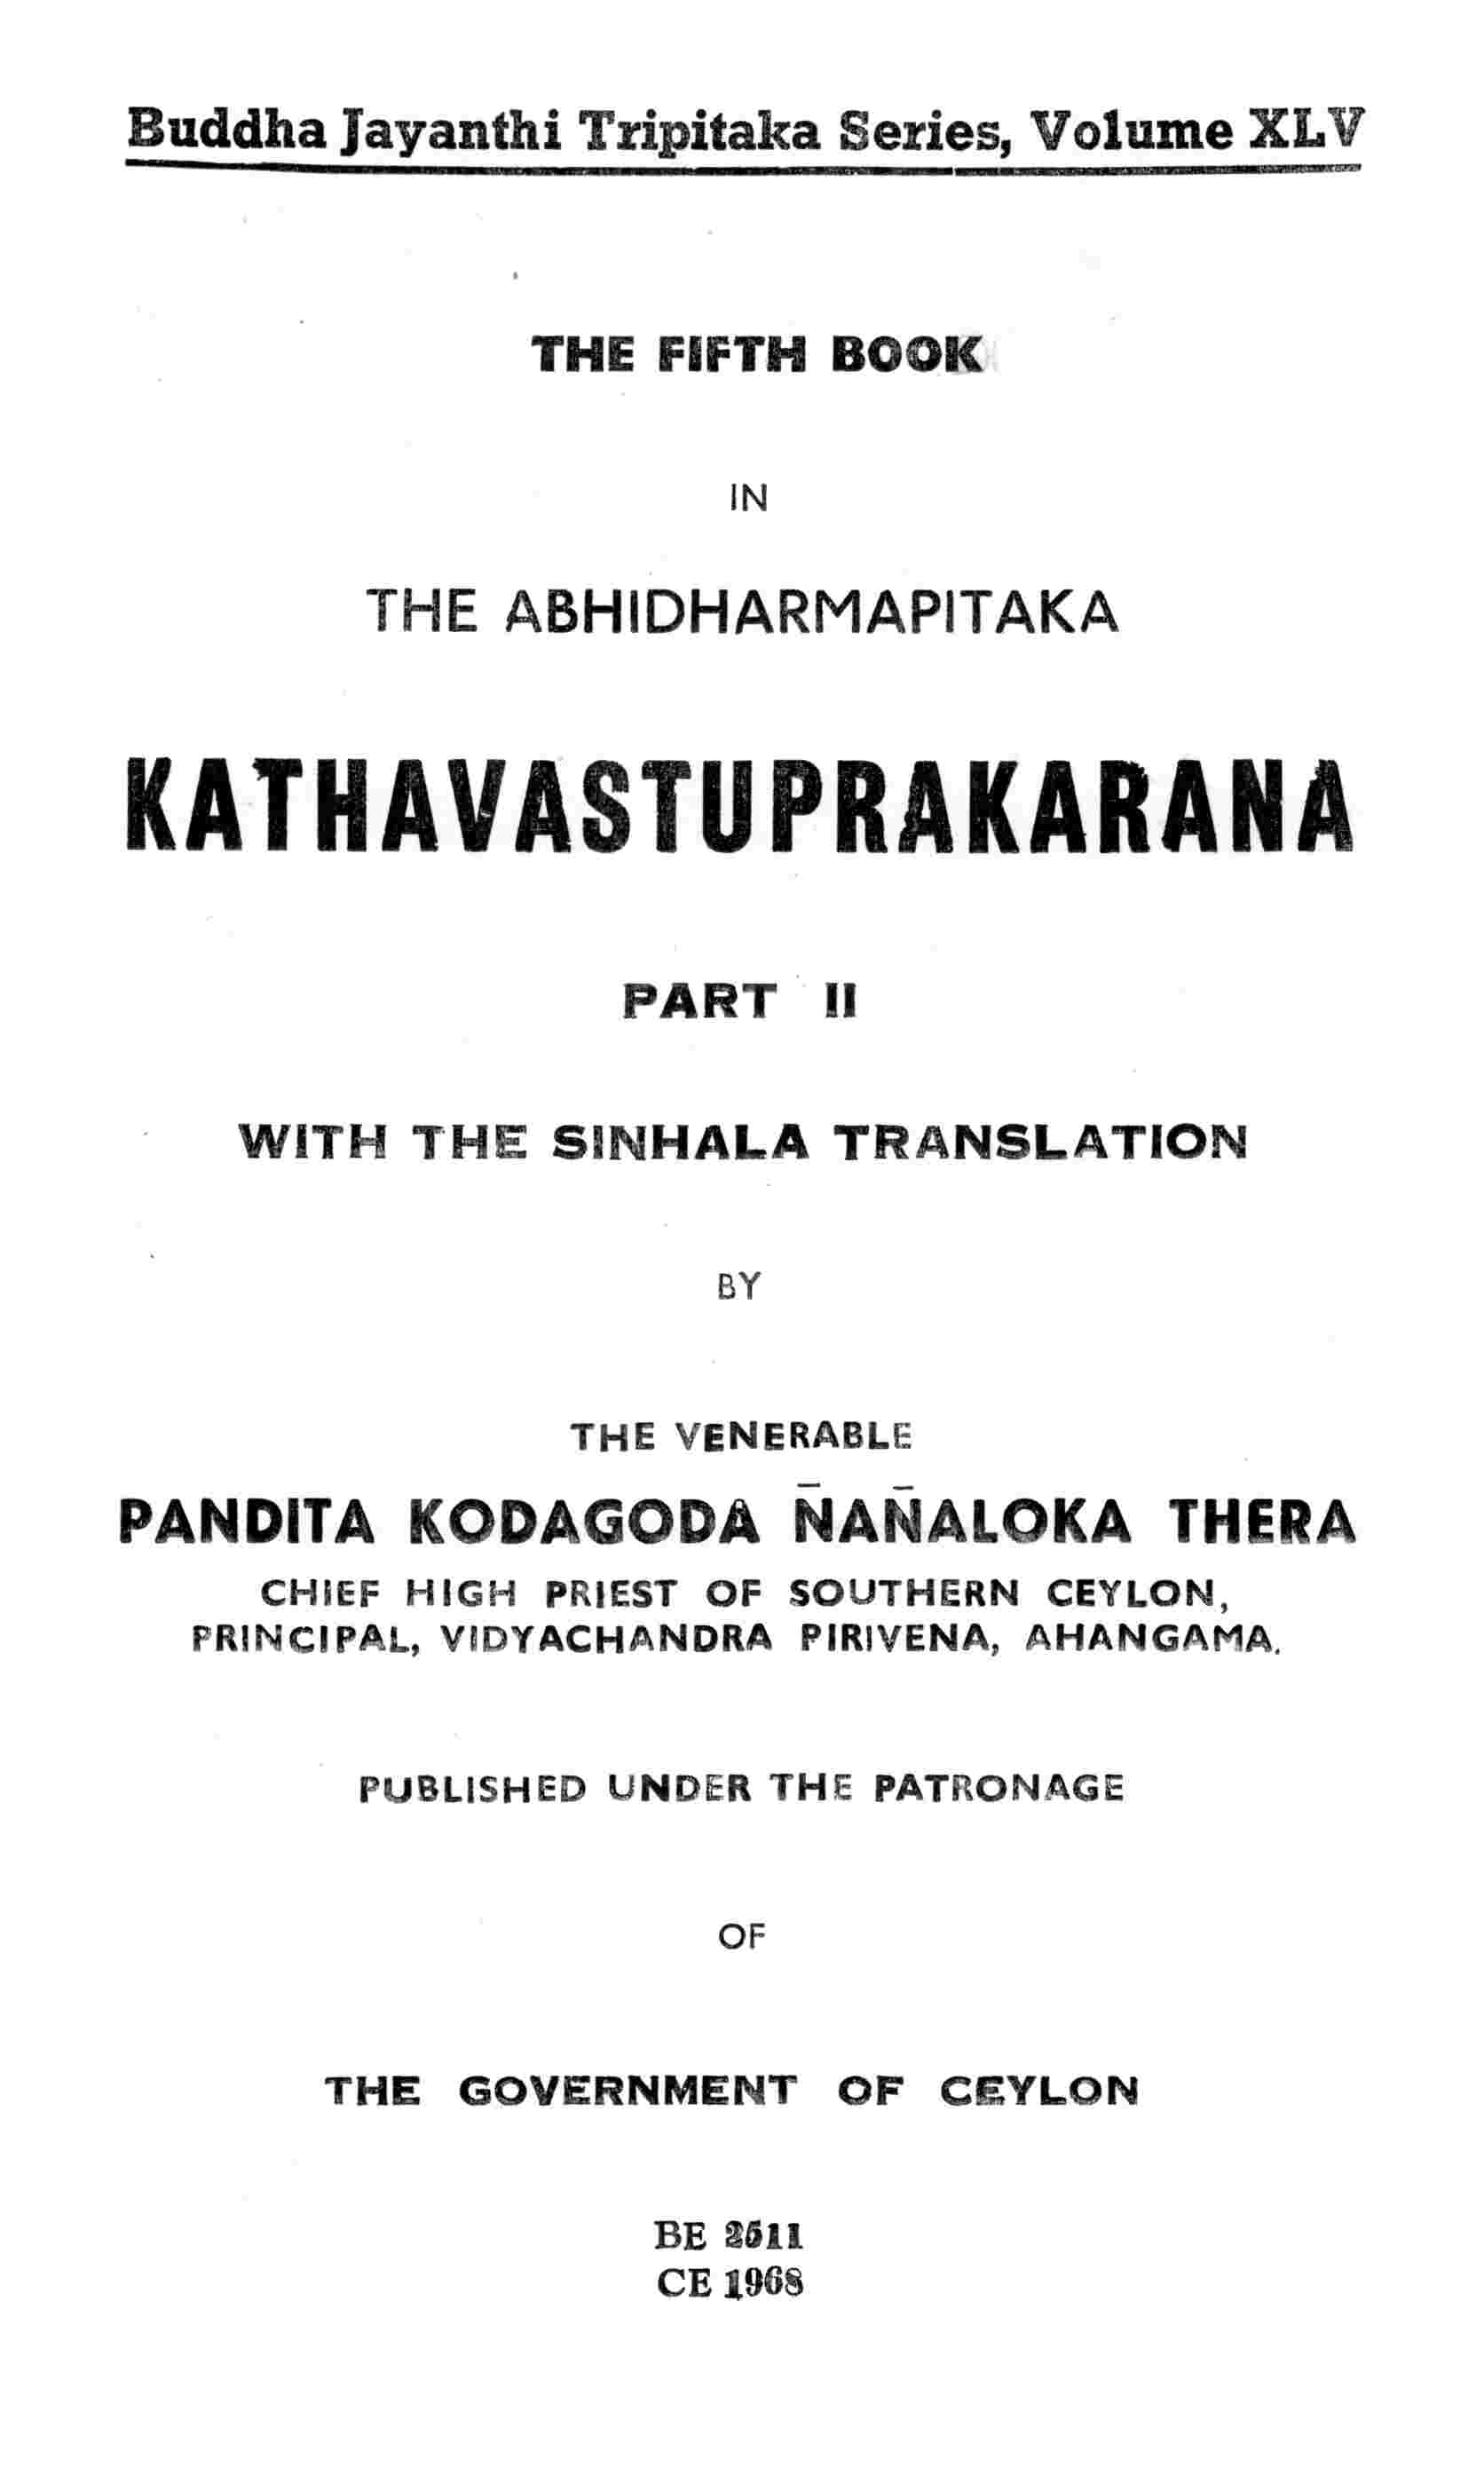 Buddha Jayanthi Tripitaka Series, Volume XLV
THE FIFTH BOOK
IN
THE ABHIDHARMAPITAKA
KATHAVASTUPRAKARANA
PART II
WITH THE SINHALA TRANSLATION
BY
THE VENERABLE
PANDITA KODAGODA ÑAÑALOKA THERA
CHIEF HIGH PRIEST OF SOUTHERN CEYLON,
PRINCIPAL, VIDYACHANDRA PIRIVENA, AHANGAMA.
PUBLISHED UNDER THE PATRONAGE
OF
THE GOVERNMENT OF CEYLON
BE 2511
CE 1968